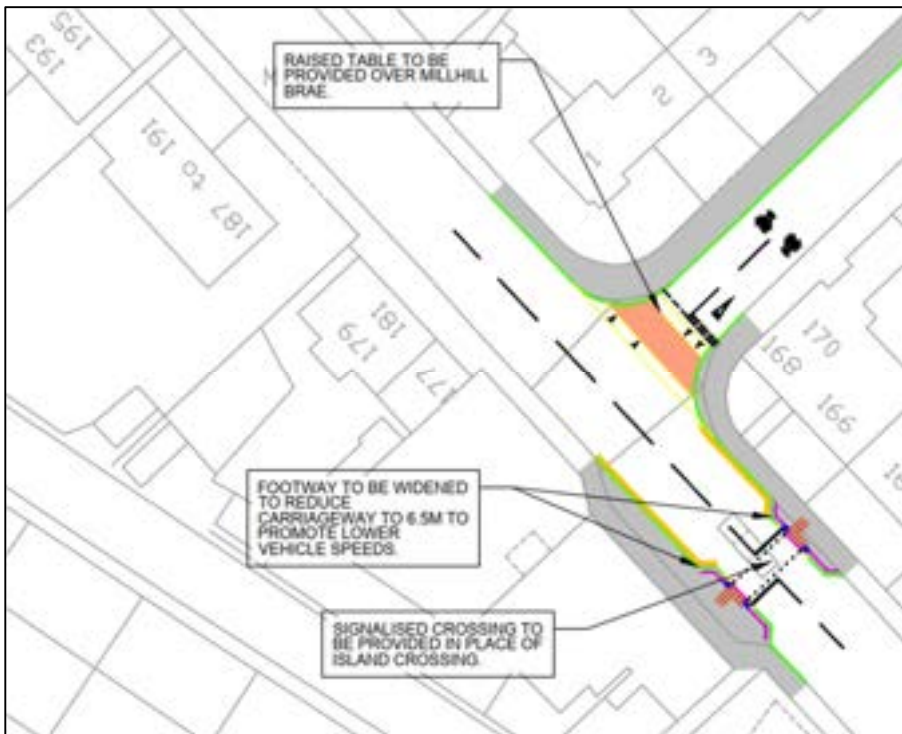 195
193
187 to 191
RAISED TABLE TO BE
PROVIDED OVER MILLHILL
BRAE.
3
2
1
181
179
177
170
168
166
FOOTWAY TO BE WIDENED
TO REDUCE
CARRIAGEWAY TO 6.5M TO
PROMOTE LOWER
VEHICLE SPEEDS.
SIGNALISED CROSSING TO
BE PROVIDED IN PLACE OF
ISLAND CROSSING.